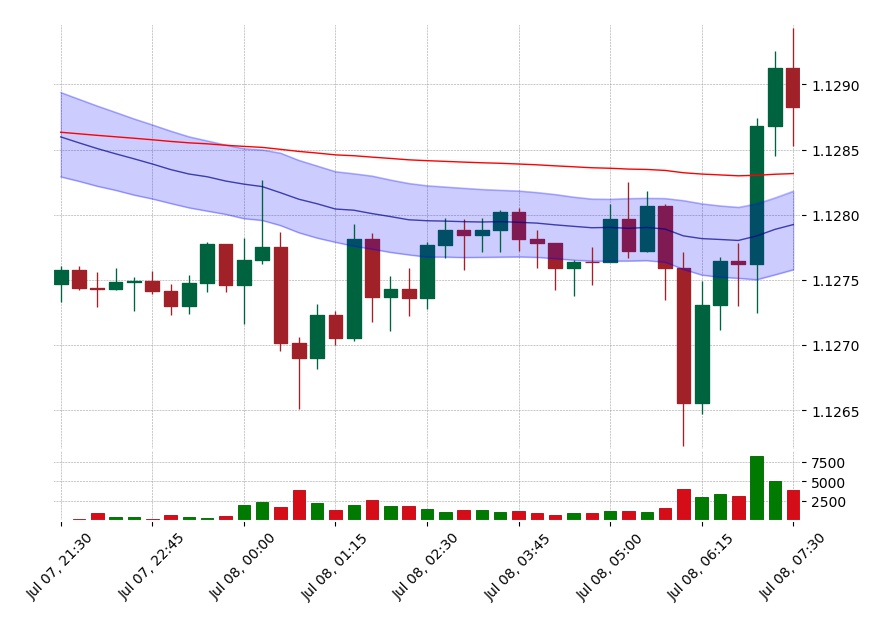 1.1290
1.1285
1.1280
1.1275
1.1270
1.1265
7500
5000
2500
Jul 07, 21:30
Jul 07, 22:45
Jul 08, 00:00
Jul 08, 01:15
Jul 08, 02:30
Jul 08, 03:45
Jul 08, 05:00
Jul 08, 06:15
Jul 08, 07:30